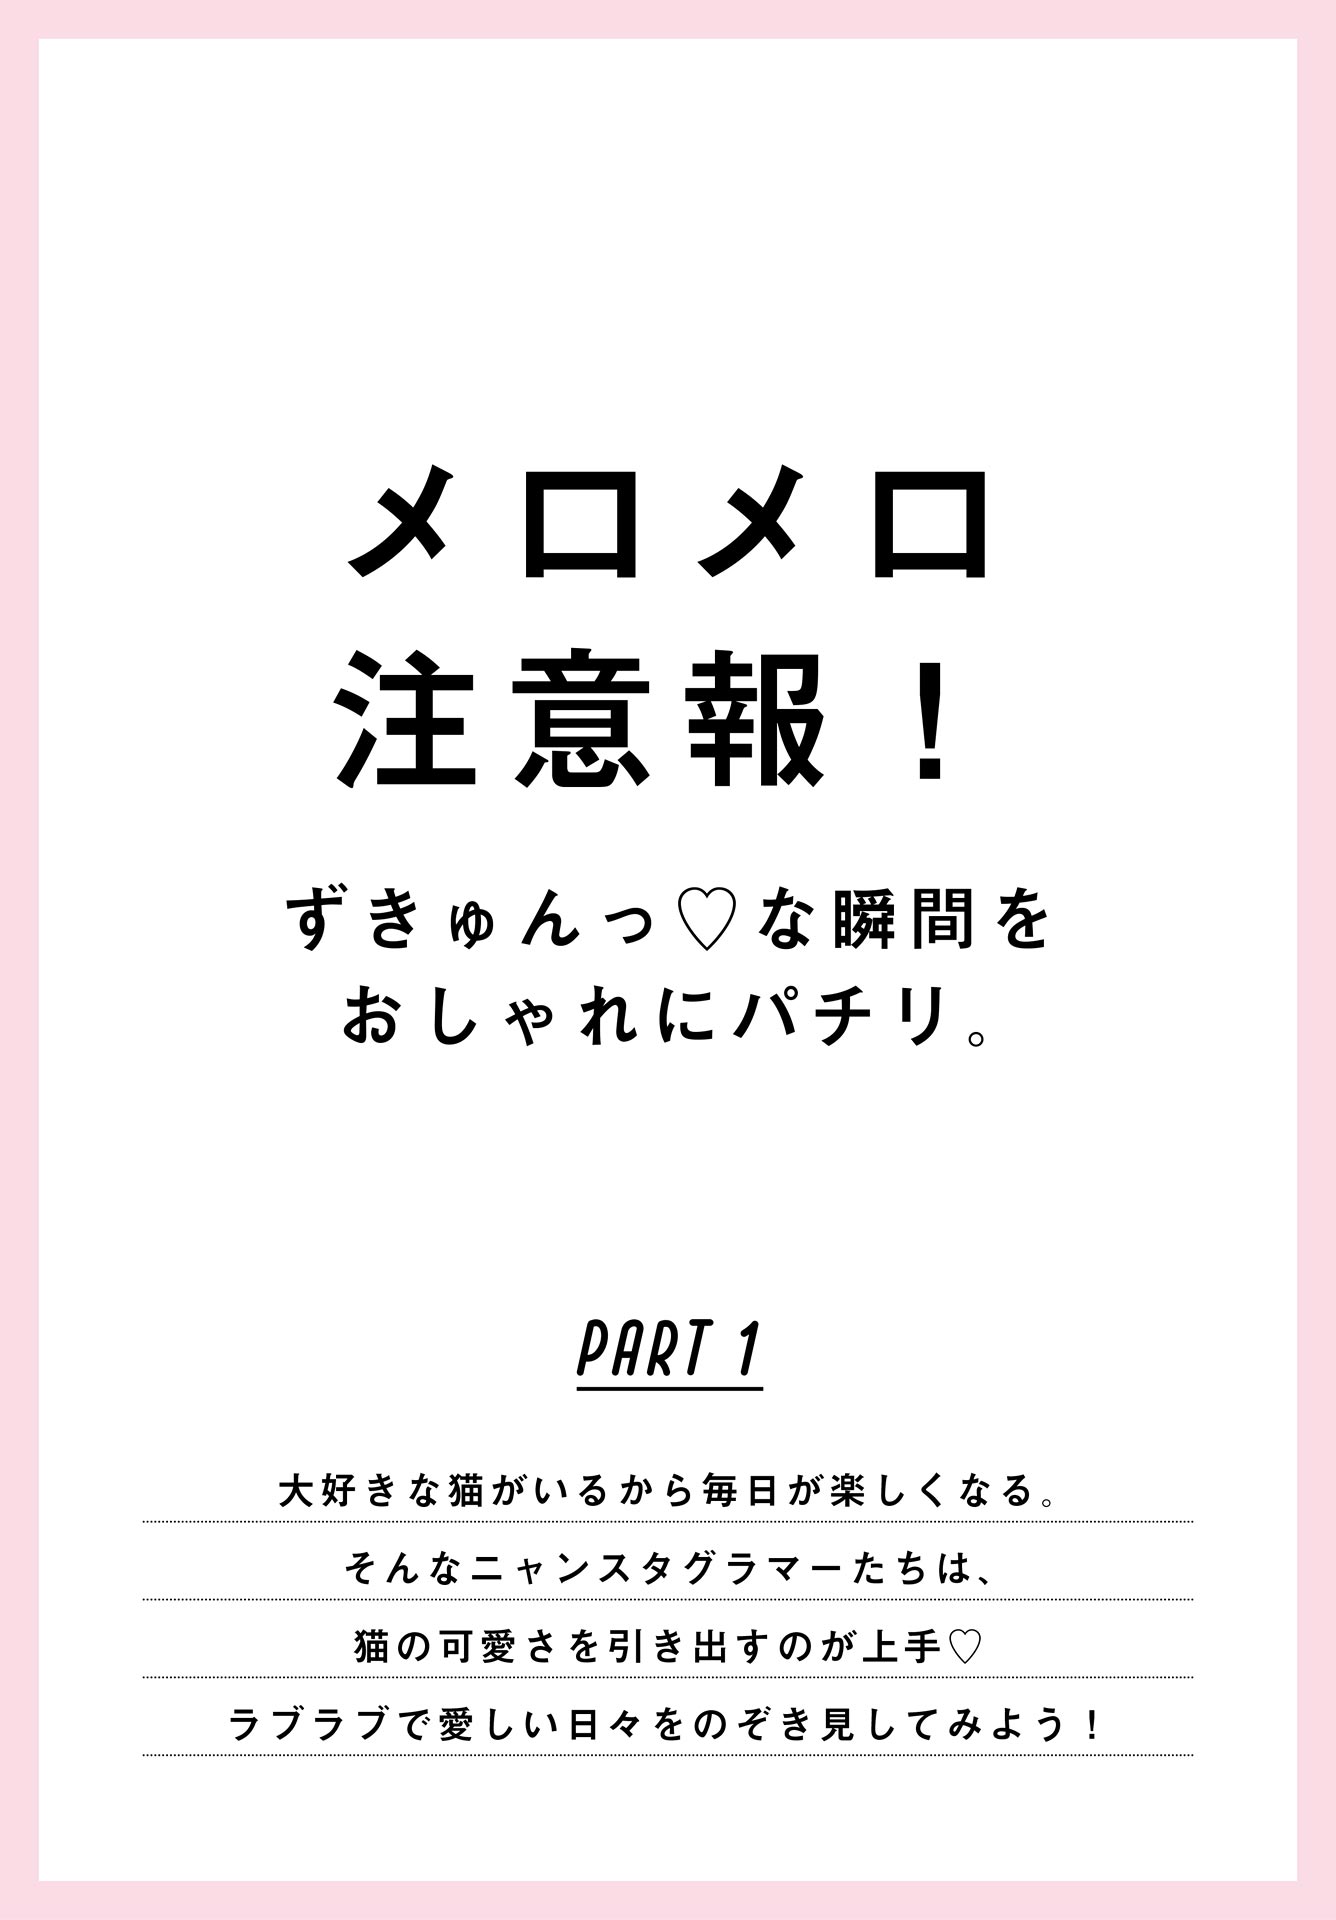 メロメロ
注意報！
ずきゅんっ♡な瞬間を
おしゃれにパチリ。
PART 1
大好きな猫がいるから毎日が楽しくなる。
そんなニャンスタグラマーたちは、
猫の可愛さを引き出すのが上手♡
ラブラブで愛しい日々をのぞき見してみよう！